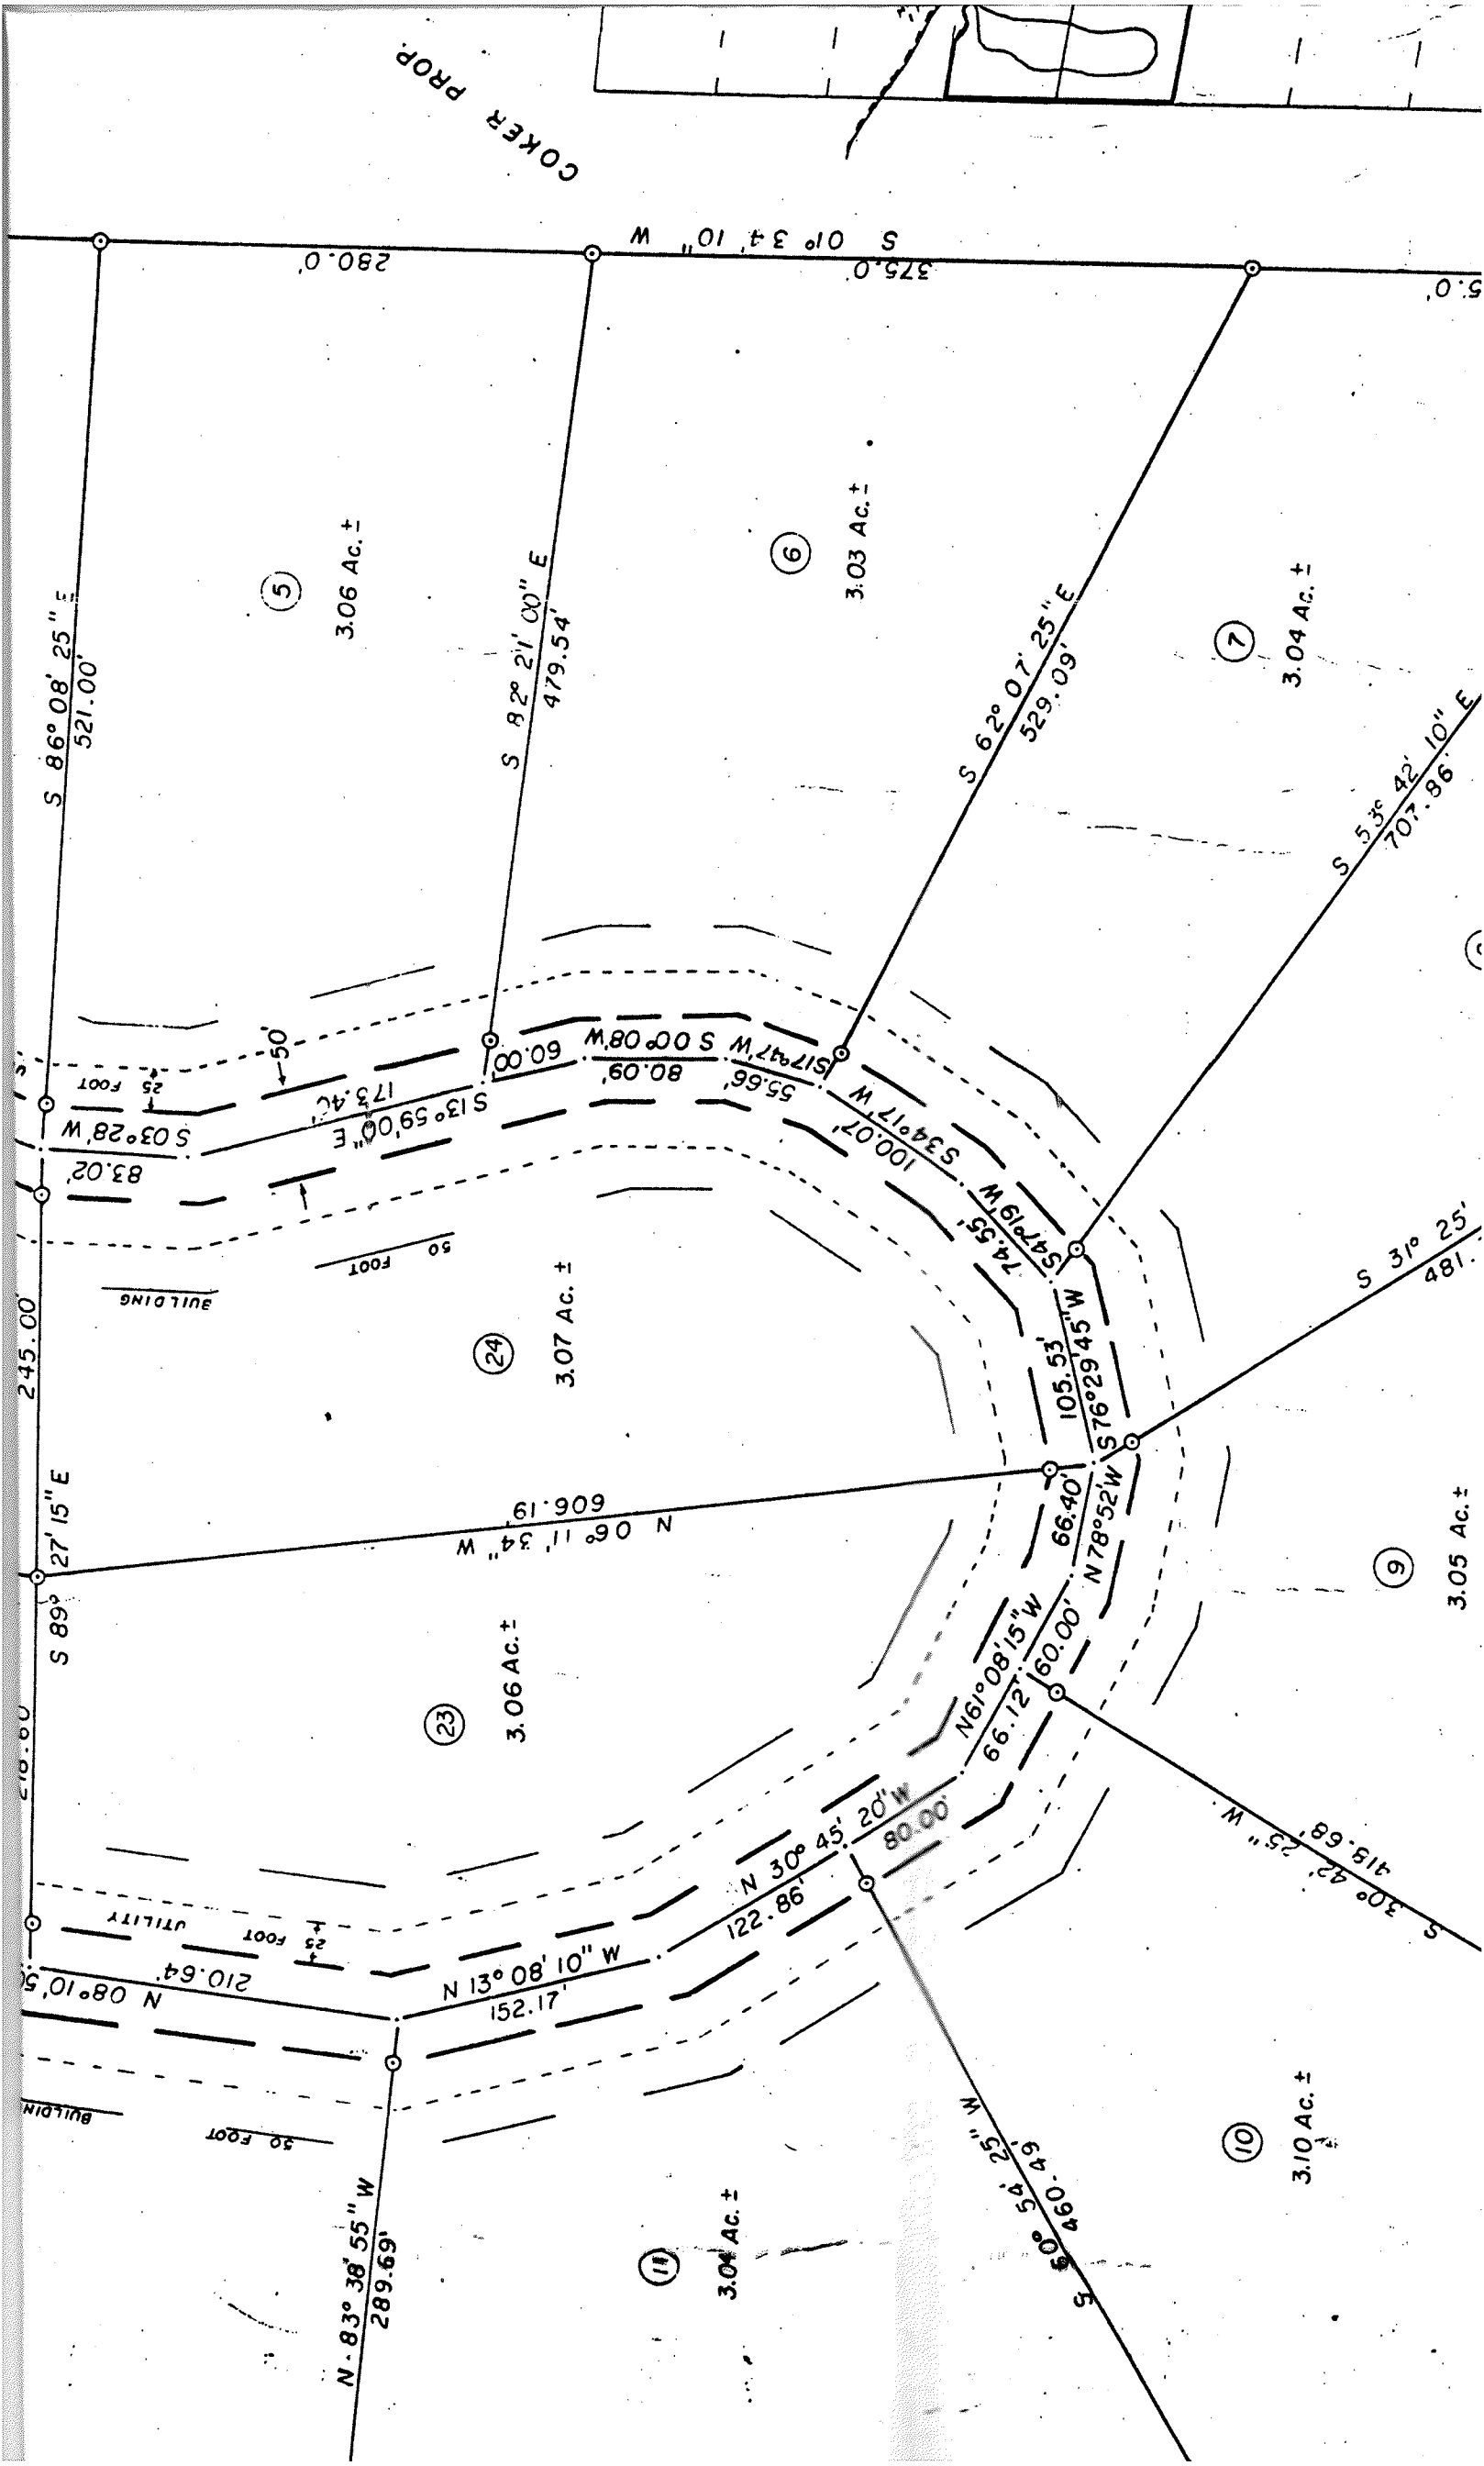 COKER PROP.
280.0'
S 01° 34' 10" W
375.0'
5.0'
S 86° 08' 25" E
521.00'
5
3.06 Ac. ±
S 82° 21' 00" E
479.54'
6
3.03 Ac. ±
S 62° 07' 25" E
529.09'
7
3.04 Ac. ±
S 53° 42' 10" E
707.86'
25
FOOT
50'
S 03° 28' W
83.02'
S 13° 59' 00" E
60.00'
S 00° 08' W
80.09'
S17°47' W
55.66'
S34°17' W
100.07'
S47°19' W
74.55'
S 76° 29' 45" W
105.53'
S 31° 25'
481.
N 78° 52' W
66.40'
N61° 08' 15" W
60.00'
66.12'
N 30° 45' 20" W
80.00'
122.86'
N 13° 08' 10" W
152.17'
N 08° 10' 5
210.64'
25 FOOT
UTILITY
BUILDING
50
FOOT
245.00'
S 89° 27' 15" E
24
3.07 Ac. ±
N 06° 11' 34" W
606.19'
23
3.06 Ac. ±
9
3.05 Ac. ±
S 30° 42' 25" W
BUILDIN
50 FOOT
N 83° 38' 55" W
289.69'
11
3.04 Ac. ±
S 60° 54' 25" W
460.49'
10
3.10 Ac. ±